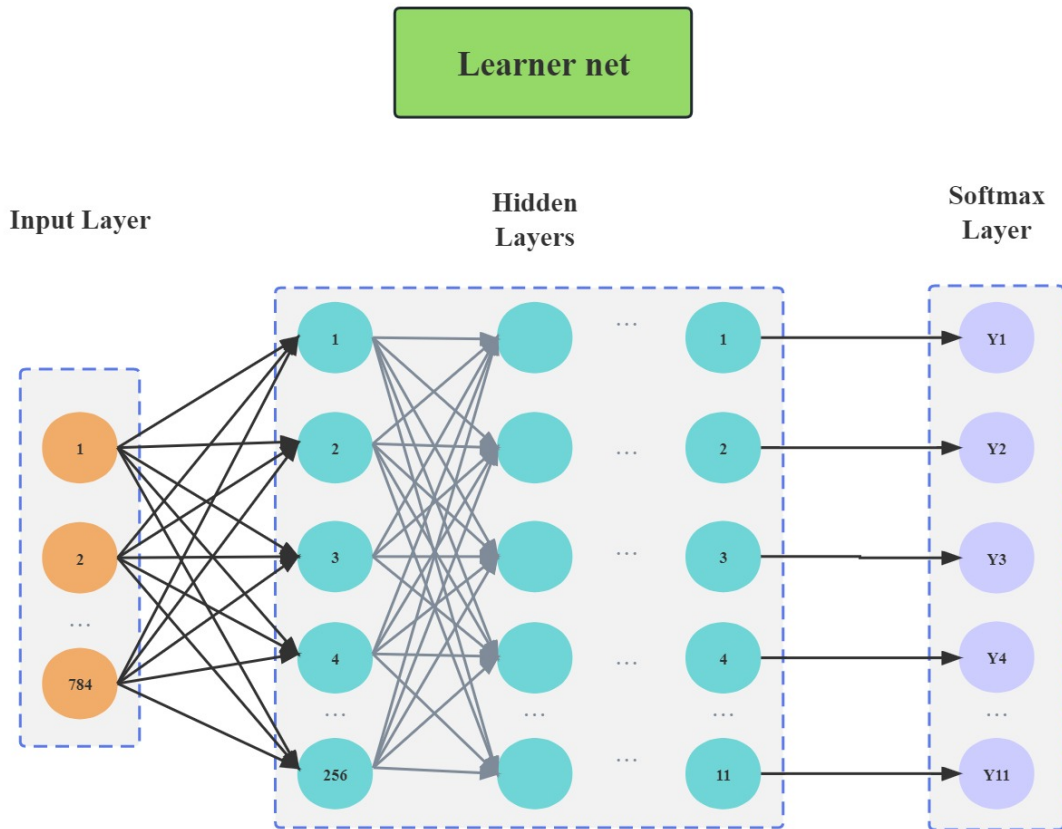 Learner net
Input Layer
Hidden
Layers
Softmax
Layer
1
2
...
784
1
2
3
4
...
256
...
...
1
...
2
...
3
...
4
...
...
...
11
Y1
Y2
Y3
Y4
...
Y11